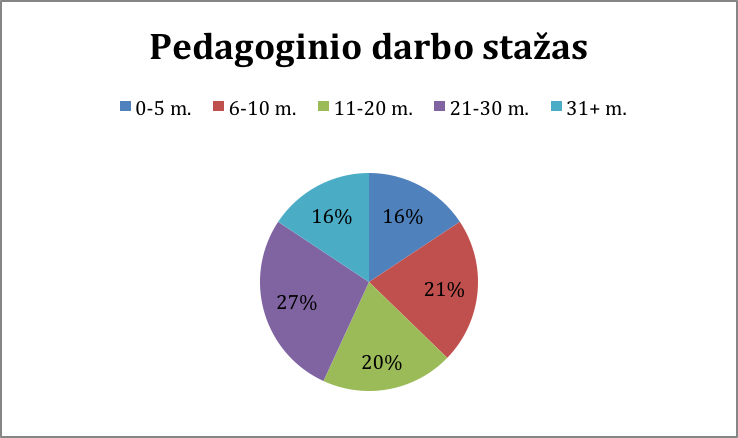 Pedagoginio darbo stažas
0-5 m. 6-10 m. 11-20 m. 21-30 m. 31+ m.
16% 16%
21%
27%
20%